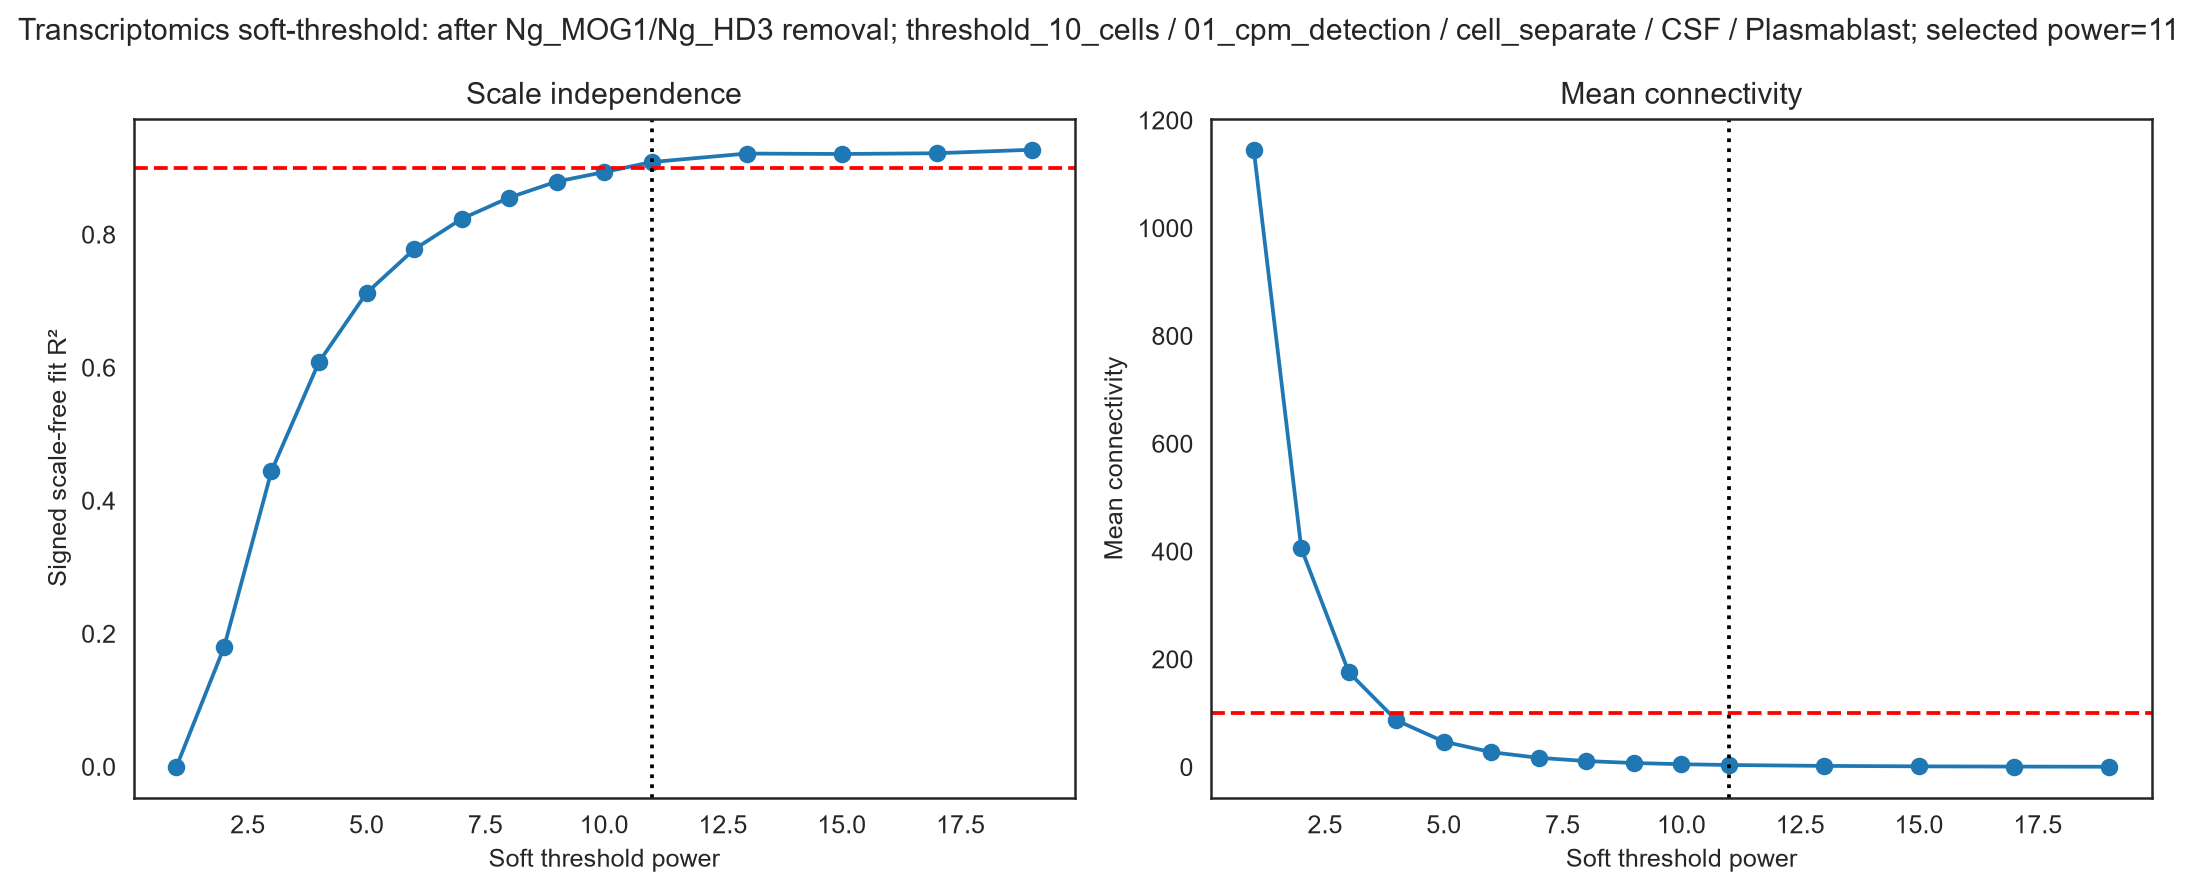 Transcriptomics soft-threshold: after Ng_MOG1/Ng_HD3 removal; threshold_10_cells / 01_cpm_detection / cell_separate / CSF / Plasmablast; selected power=11
Scale independence
Signed scale-free fit R²
0.8
0.6
0.4
0.2
0.0
2.5 5.0 7.5 10.0 12.5 15.0 17.5
Soft threshold power
Mean connectivity
Mean connectivity
1200
1000
800
600
400
200
0
2.5 5.0 7.5 10.0 12.5 15.0 17.5
Soft threshold power